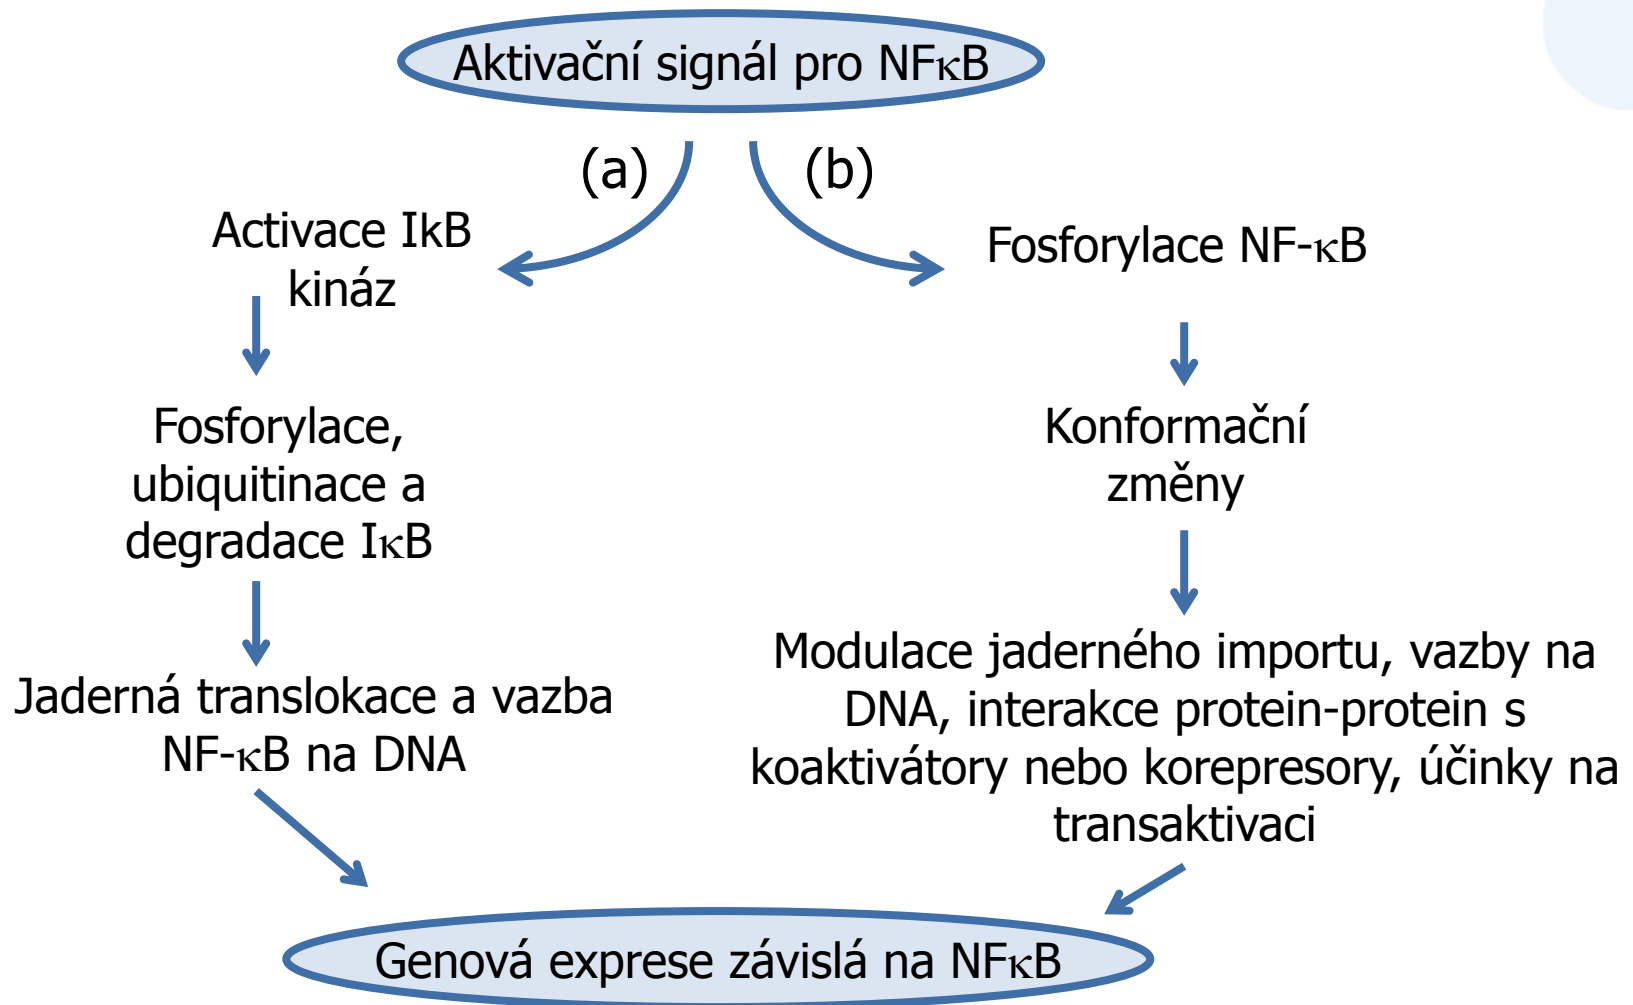 Aktivační signál pro NFκB
(a)
(b)
Activace IkB
kináz
Fosforylace,
ubiquitinace a
degradace IκB
Jaderná translokace a vazba
NF-κB na DNA
Fosforylace NF-κB
Konformační
změny
Modulace jaderného importu, vazby na
DNA, interakce protein-protein s
koaktivátory nebo korepresory, účinky na
transaktivaci
Genová exprese závislá na NFκB